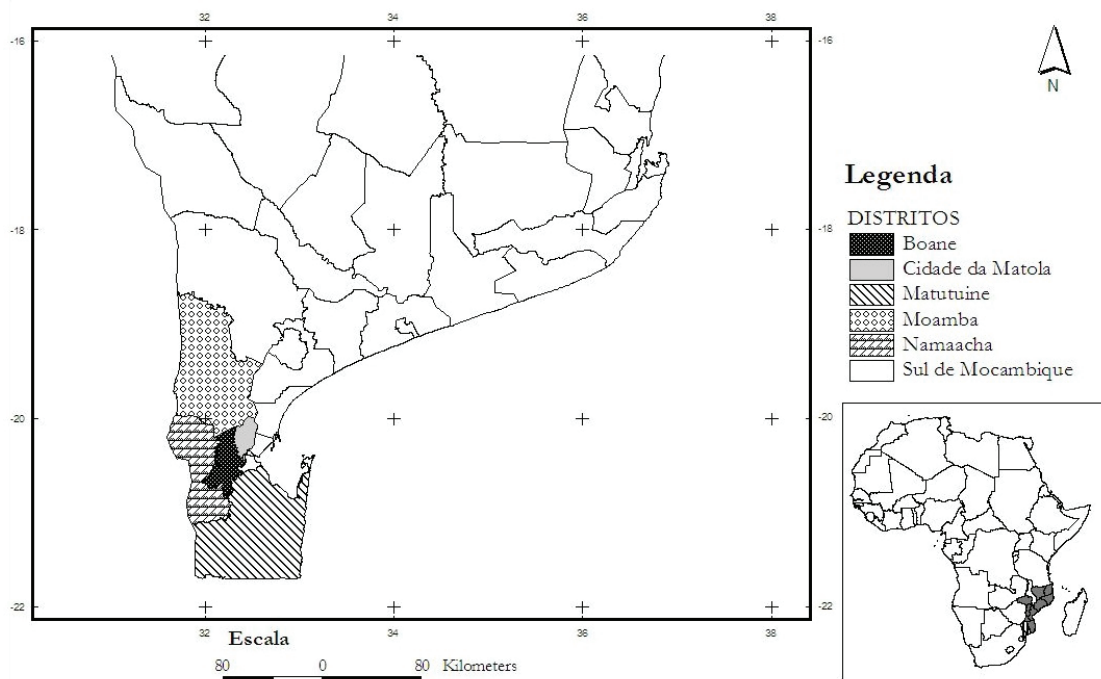 32 34 36 38
-16 -16
N
-18 -18
-20 -20
-22 -22
32 34 36 38
Escala
80 0 80 Kilometers
Legenda
DISTRITOS
Boane
Cidade da Matola
Matutuine
Moamba
Namaacha
Sul de Mocambique